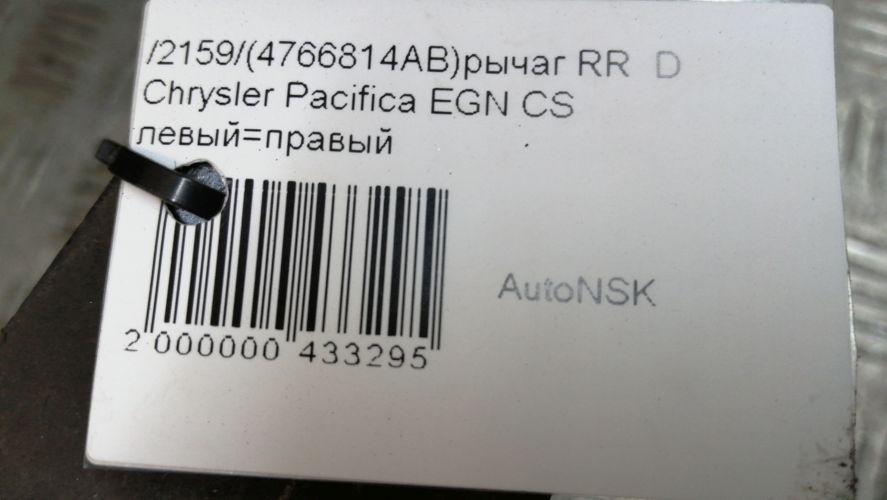 /2159/(4766814AB)рычаг RR D
Chrysler Pacifica EGN CS
левый=правый
AutoNSK
2 000000 433295